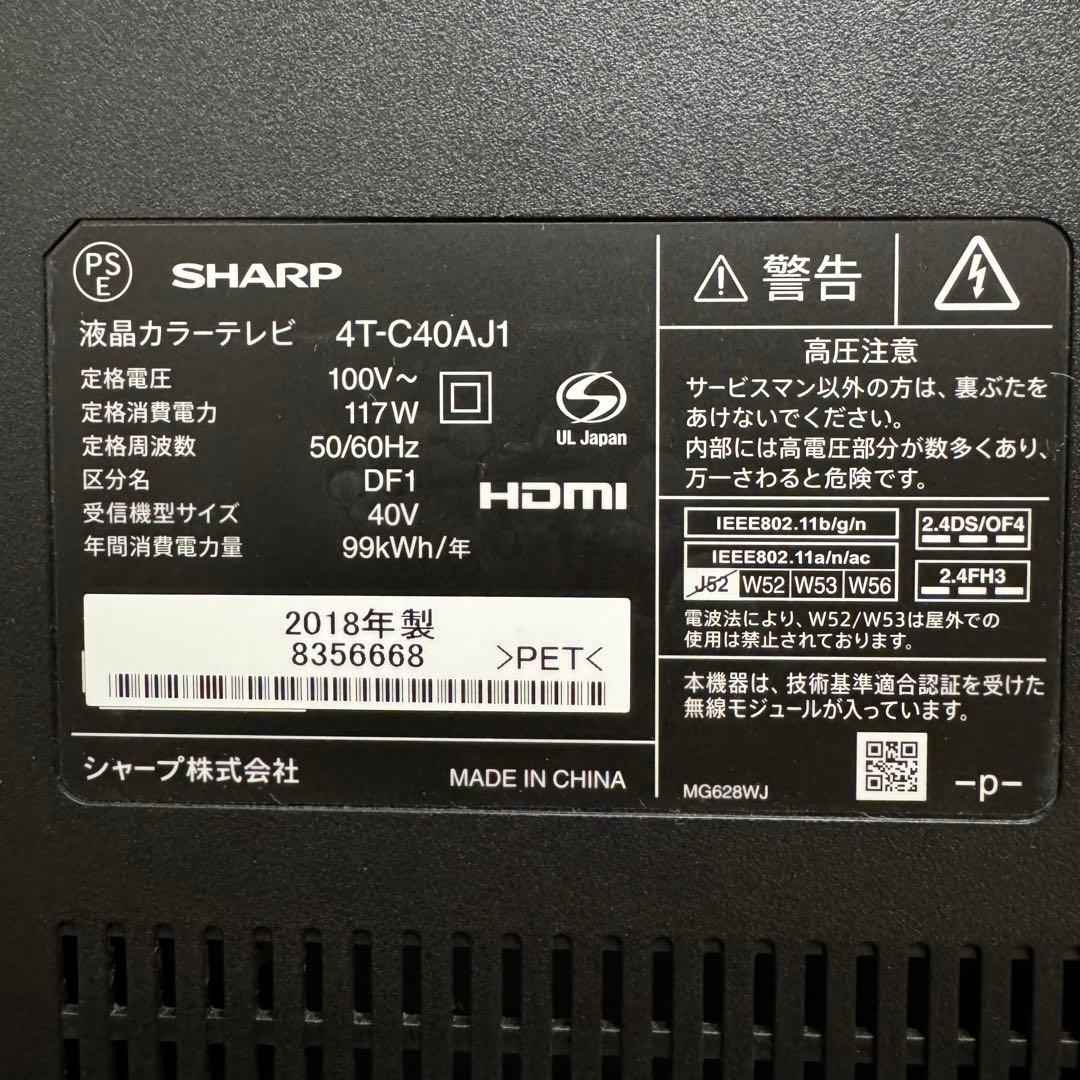 PSE
SHARP
液晶カラーテレビ 4T-C40AJ1
定格電圧 100V~
定格消費電力 117W
定格周波数 50/60Hz
区分名 DF1
受信機型サイズ 40V
年間消費電力量 99kWh/年
UL Japan
HDMI
2018年製
8356668 >PET<
シャープ株式会社 MADE IN CHINA
警告
高圧注意
サービスマン以外の方は、裏ぶたを
あけないでください。
内部には高電圧部分が数多くあり、
万一さわると危険です。
IEEE802.11b/g/n 2.4DS/OF4
IEEE802.11a/n/ac
J52 W52 W53 W56 2.4FH3
電波法により、W52/W53は屋外での
使用は禁止されております。
本機器は、技術基準適合認証を受けた
無線モジュールが入っています。
MG628WJ -p-